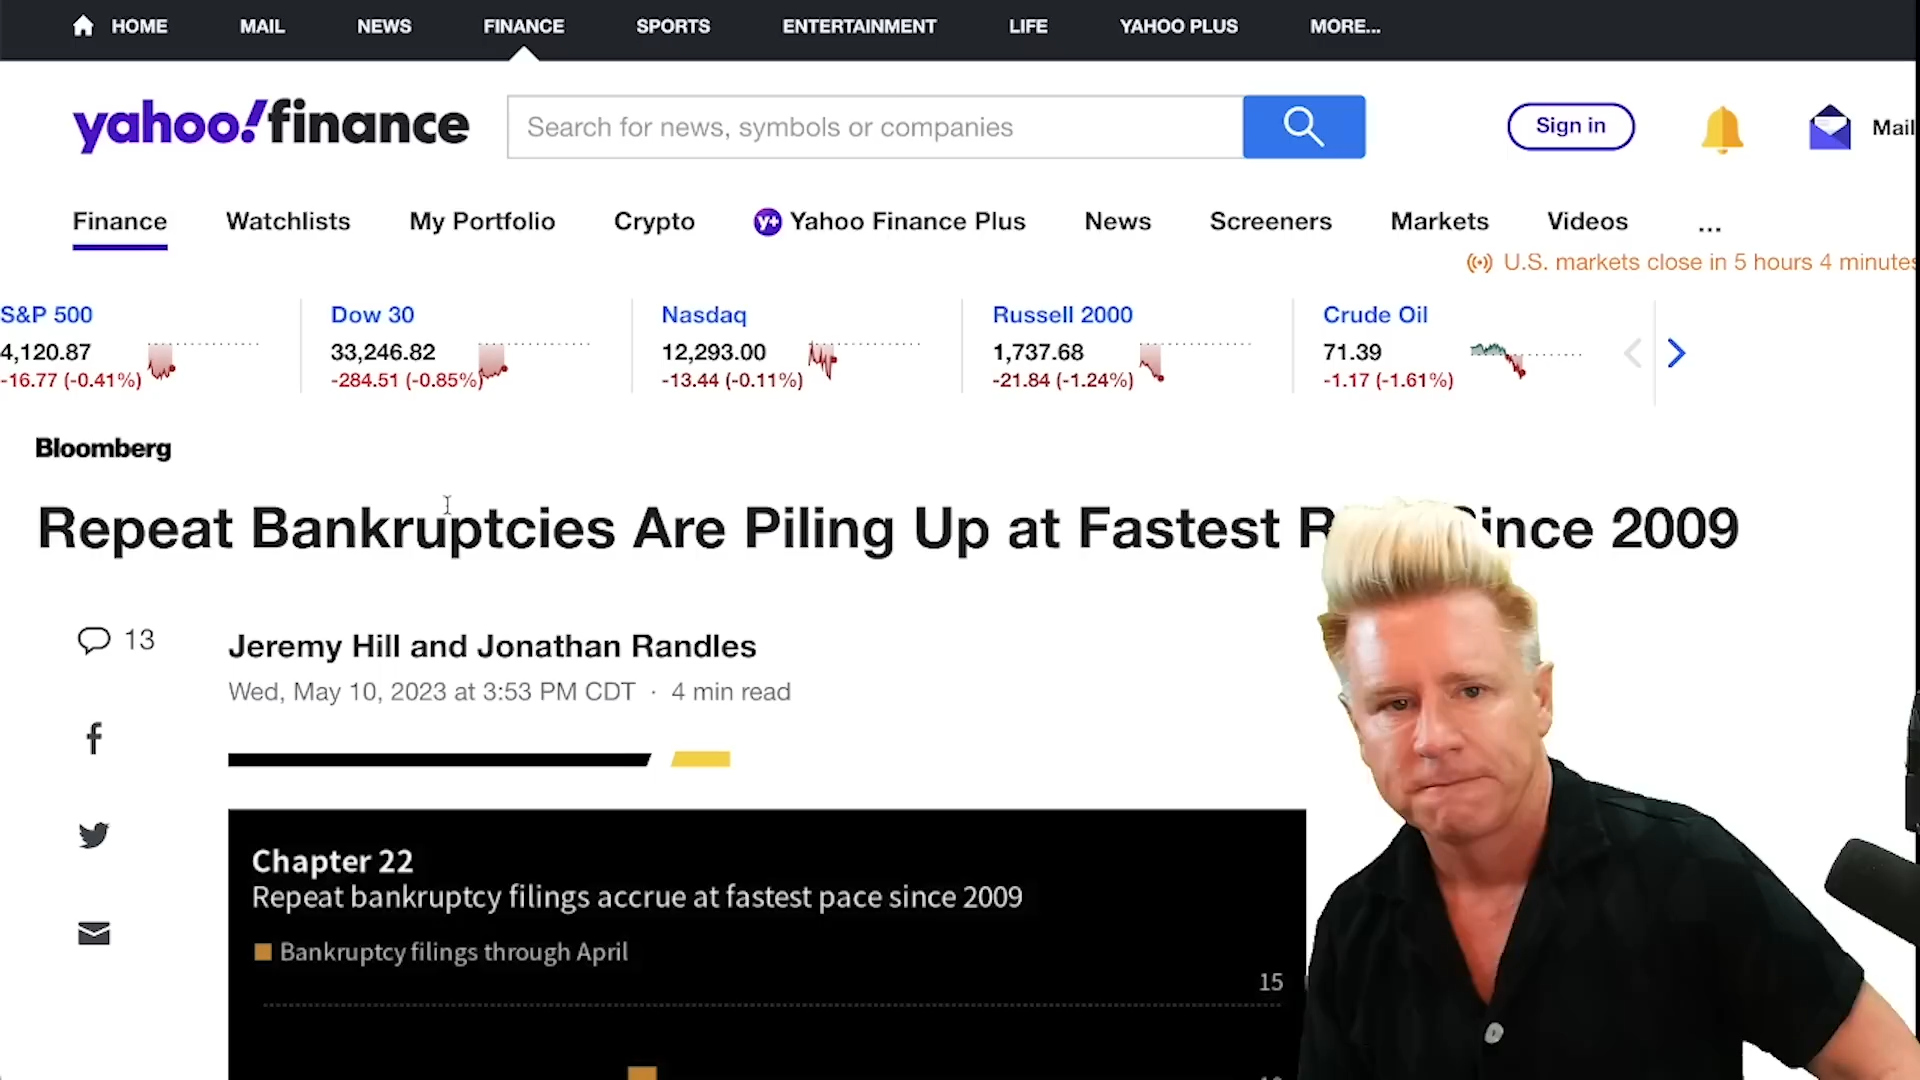 HOME MAIL NEWS FINANCE SPORTS ENTERTAINMENT LIFE YAHOO PLUS MORE...
yahoo!finance Search for news, symbols or companies Sign in Mail
Finance Watchlists My Portfolio Crypto y+ Yahoo Finance Plus News Screeners Markets Videos ...
U.S. markets close in 5 hours 4 minutes
S&P 500 Dow 30 Nasdaq Russell 2000 Crude Oil
4,120.87 33,246.82 12,293.00 1,737.68 71.39
-16.77 (-0.41%) -284.51 (-0.85%) -13.44 (-0.11%) -21.84 (-1.24%) -1.17 (-1.61%)
Bloomberg
Repeat Bankruptcies Are Piling Up at Fastest 2009
13 Jeremy Hill and Jonathan Randles
Wed, May 10, 2023 at 3:53 PM CDT · 4 min read
Chapter 22
Repeat bankruptcy filings accrue at fastest pace since 2009
Bankruptcy filings through April
15